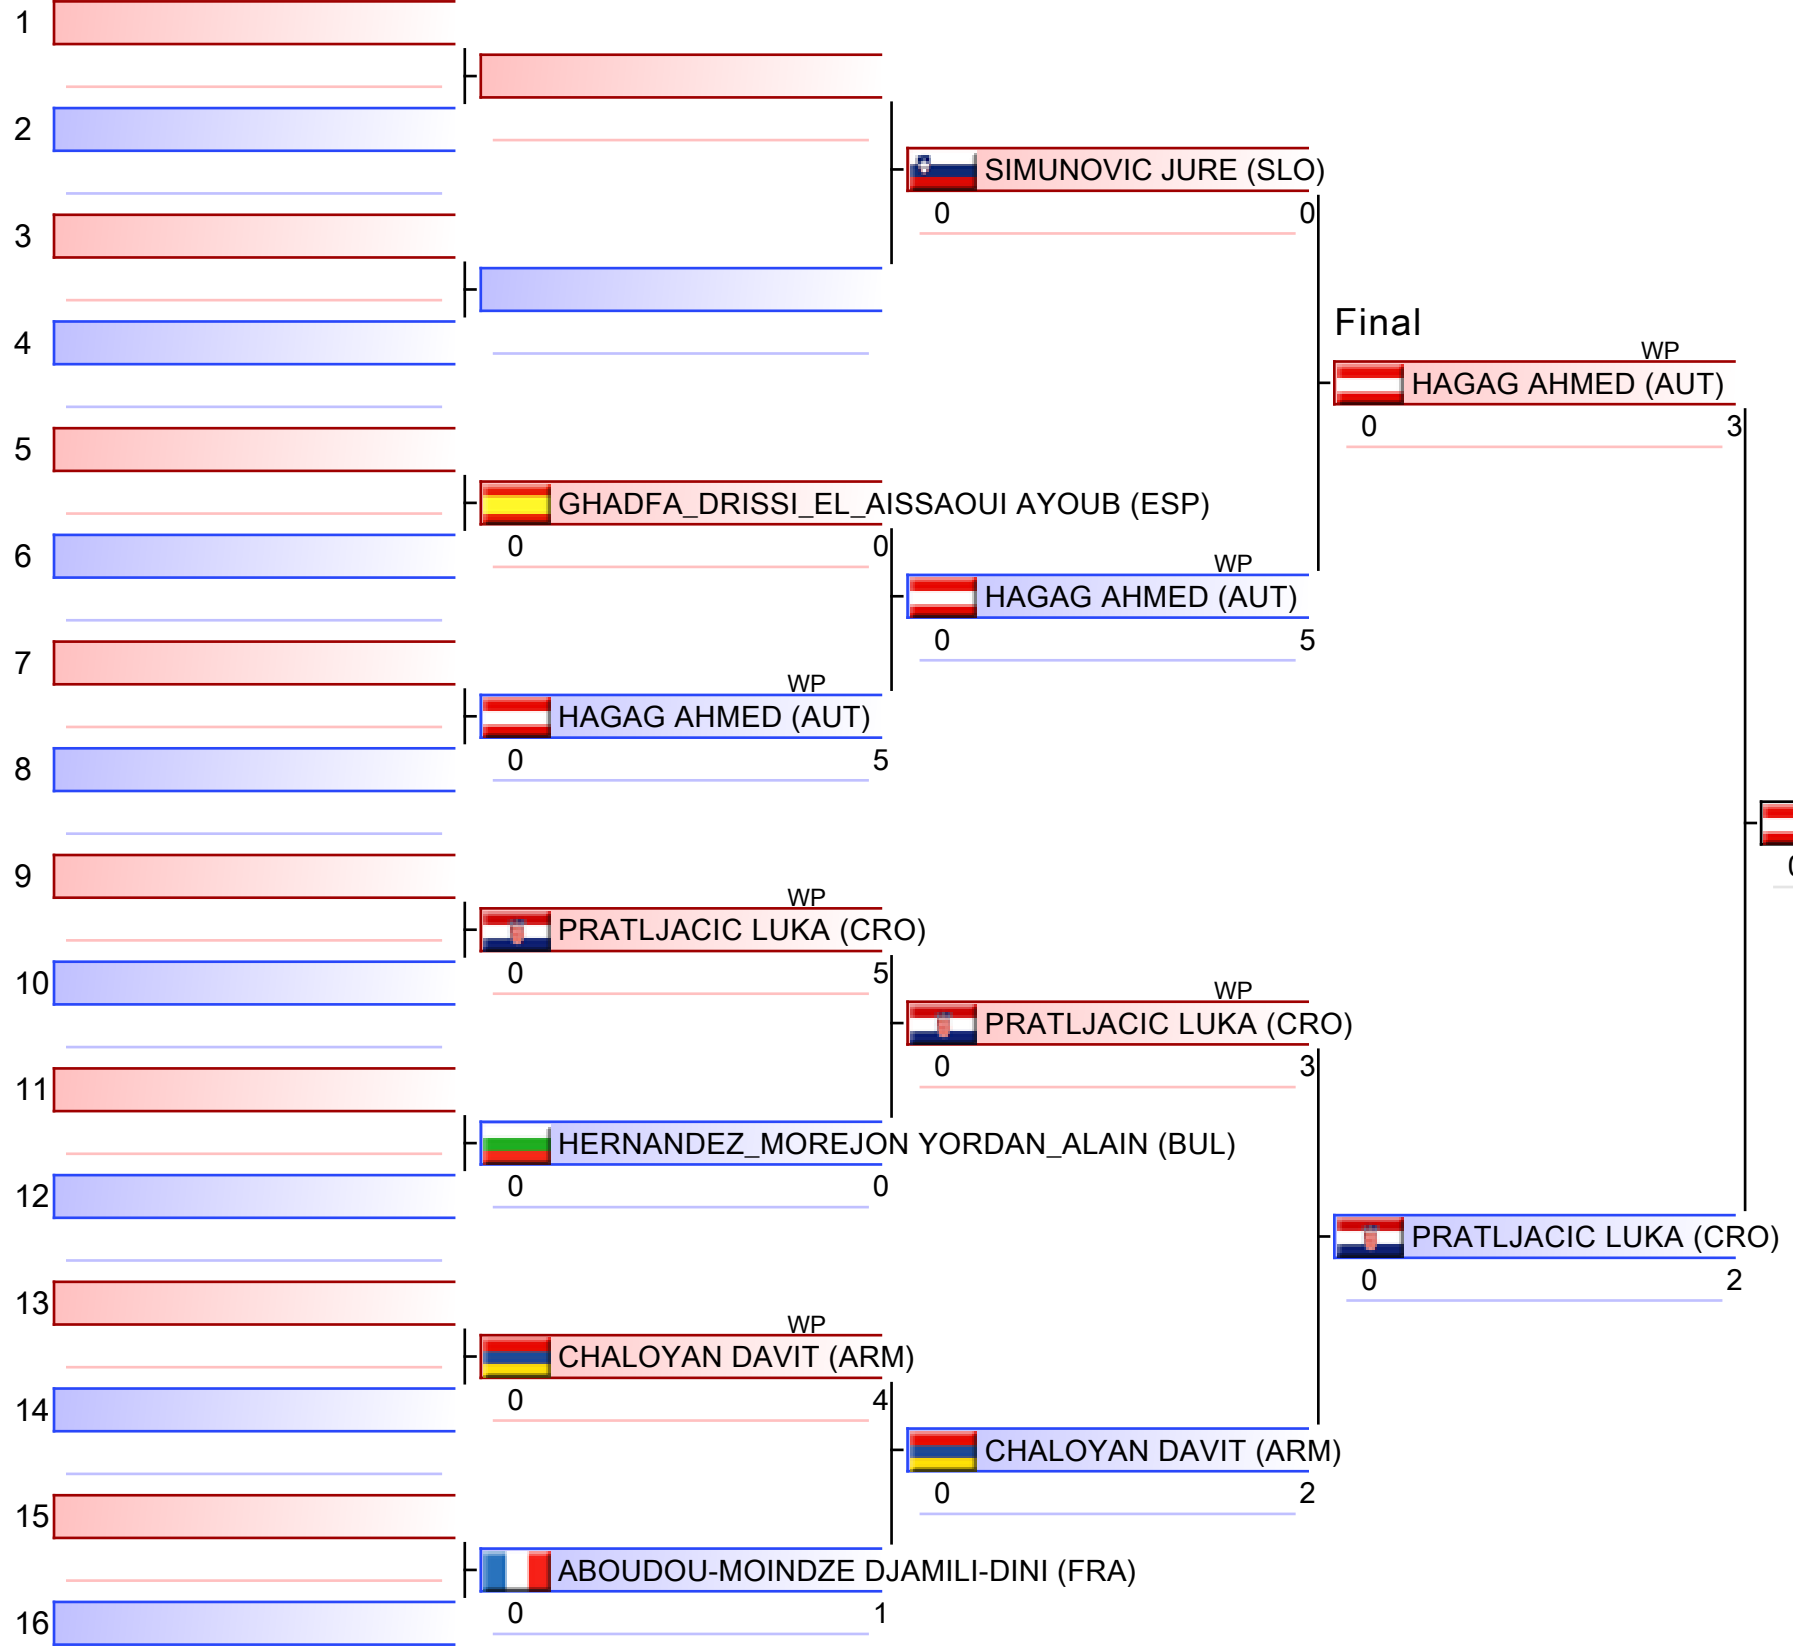 1
2
SIMUNOVIC JURE (SLO)
0 0
3
Final
4
WP
HAGAG AHMED (AUT)
0 3
5
GHADFA_DRISSI_EL_AISSAOUI AYOUB (ESP)
0 0
6
WP
HAGAG AHMED (AUT)
0 5
7
WP
HAGAG AHMED (AUT)
0 5
8
9
WP
PRATLJACIC LUKA (CRO)
0 5
10
WP
PRATLJACIC LUKA (CRO)
0 3
11
HERNANDEZ_MOREJON YORDAN_ALAIN (BUL)
0 0
12
PRATLJACIC LUKA (CRO)
0 2
13
WP
CHALOYAN DAVIT (ARM)
0 4
14
CHALOYAN DAVIT (ARM)
0 2
15
ABOUDOU-MOINDZE DJAMILI-DINI (FRA)
0 1
16